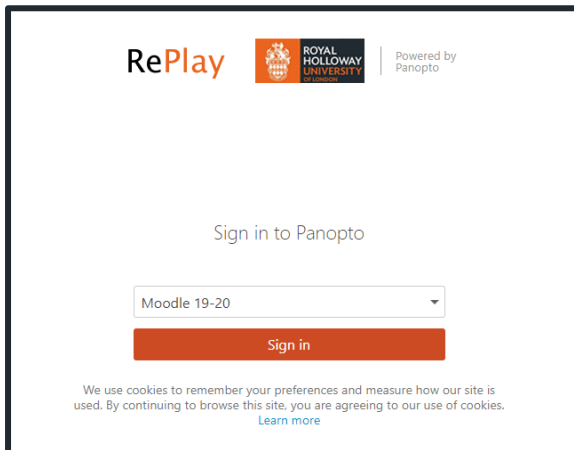 RePlay
ROYAL
HOLLOWAY
UNIVERSITY
OF LONDON
Powered by
Panopto
Sign in to Panopto
Moodle 19-20
Sign in
We use cookies to remember your preferences and measure how our site is
used. By continuing to browse this site, you are agreeing to our use of cookies.
Learn more